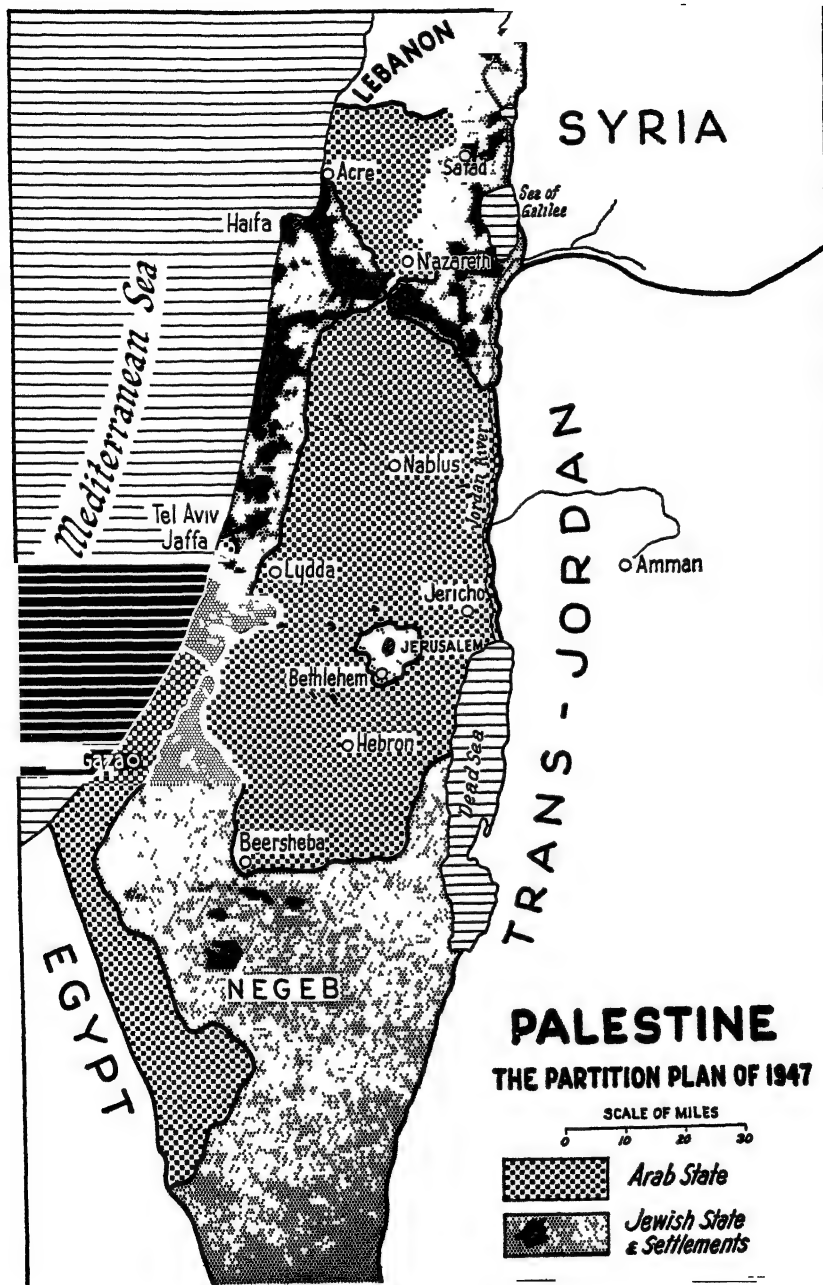 LEBANON
SYRIA
Acre
Safad
Sea of
Galilee
Haifa
Nazareth
Mediterranean Sea
Nablus
Jordan River
Tel Aviv
Jaffa
Lydda
Amman
Jericho
JERUSALEM
Bethlehem
Hebron
Gaza
Dead Sea
TRANS-JORDAN
Beersheba
EGYPT
NEGEB
PALESTINE
THE PARTITION PLAN OF 1947
SCALE OF MILES
0 10 20 30
Arab State
Jewish State
& Settlements